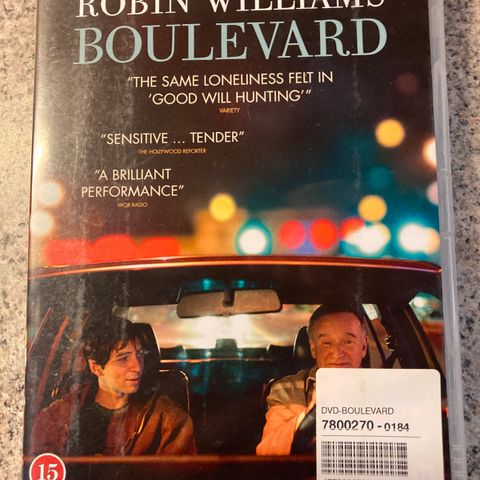 ROBIN WILLIAMS
BOULEVARD
“THE SAME LONELINESS FELT IN
‘GOOD WILL HUNTING’”
VARIETY
“SENSITIVE ... TENDER”
THE HOLLYWOOD REPORTER
“A BRILLIANT
PERFORMANCE”
WOR RADIO
DVD-BOULEVARD
7800270 - 0184
15